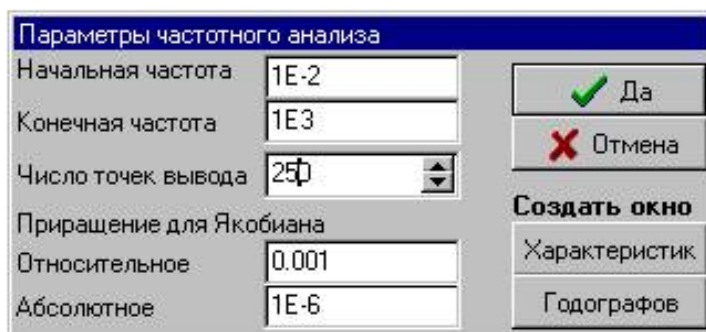 Параметры частотного анализа
Начальная частота 1E-2
Да
Конечная частота 1E3
Отмена
Число точек вывода 250
Создать окно
Приращение для Якобиана
Характеристик
Относительное 0.001
Абсолютное 1E-6
Годографов